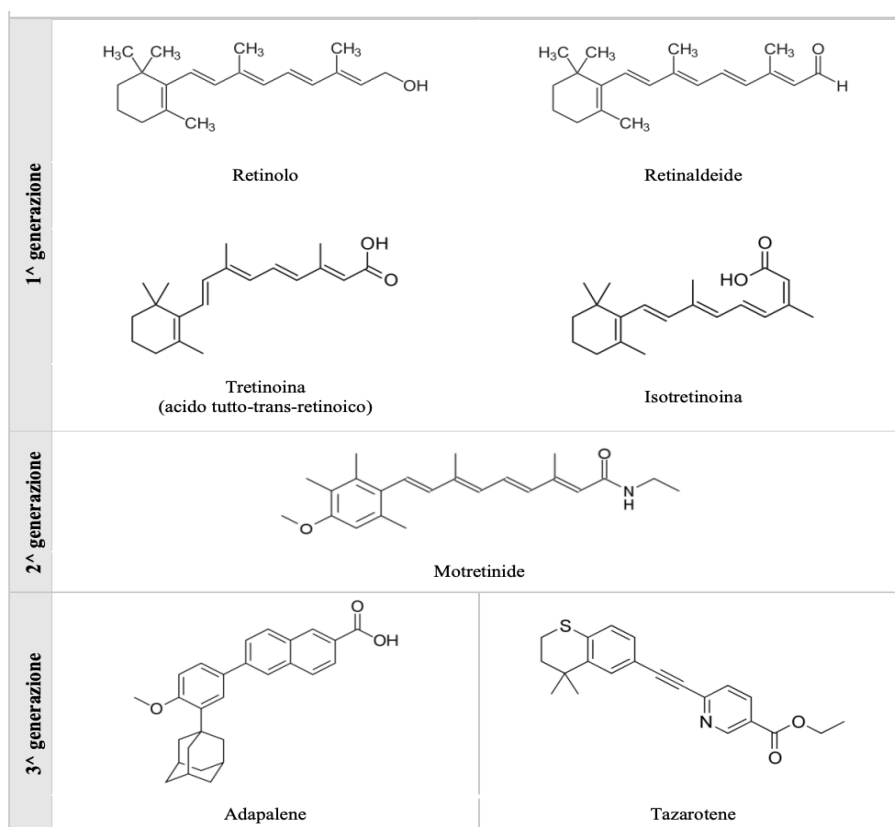 1^ generazione
H₃C
CH₃
CH₃
CH₃
OH
CH₃
Retinolo
H₃C
CH₃
CH₃
CH₃
O
H
CH₃
Retinaldeide
OH
O
Tretinoina
(acido tutto-trans-retinoico)
O
HO
Isotretinoina
2^ generazione
O
N
H
O
Motretinide
3^ generazione
O
OH
O
Adapalene
S
N
O
O
Tazarotene